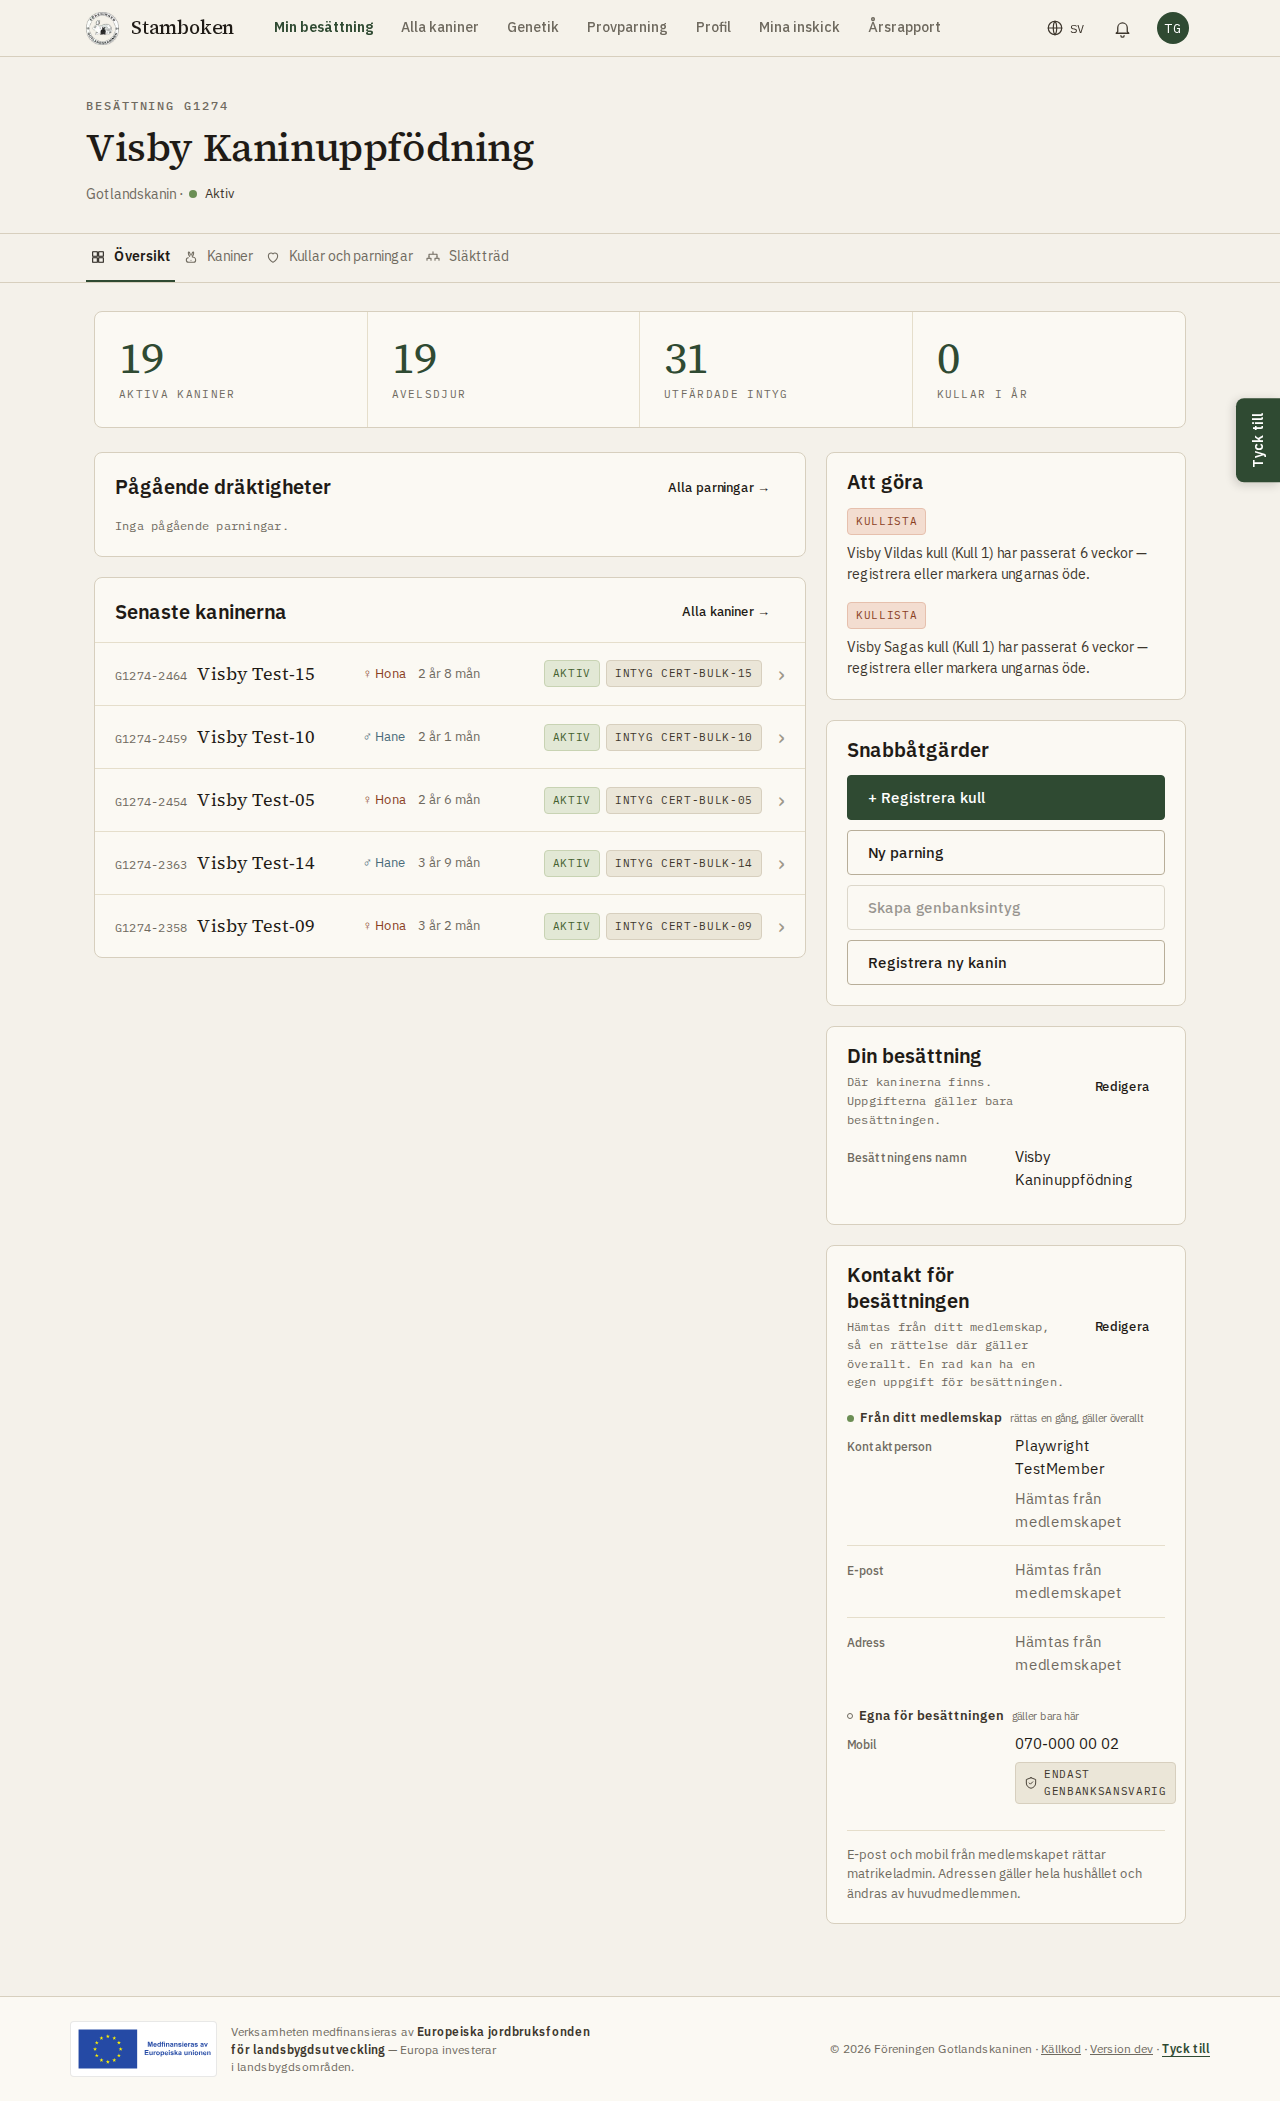 Stamboken
Min besättning
Alla kaniner
Genetik
Provparning
Profil
Mina inskick
Årsrapport
SV
TG
BESÄTTNING G1274
Visby Kaninuppfödning
Gotlandskanin · Aktiv
Översikt
Kaniner
Kullar och parningar
Släktträd
19
AKTIVA KANINER
19
AVELSDJUR
31
UTFÄRDADE INTYG
0
KULLAR I ÅR
Tyck till
Pågående dräktigheter
Alla parningar →
Inga pågående parningar.
Senaste kaninerna
Alla kaniner →
G1274-2464 Visby Test-15 ♀ Hona 2 år 8 mån AKTIV INTYG CERT-BULK-15 ›
G1274-2459 Visby Test-10 ♂ Hane 2 år 1 mån AKTIV INTYG CERT-BULK-10 ›
G1274-2454 Visby Test-05 ♀ Hona 2 år 6 mån AKTIV INTYG CERT-BULK-05 ›
G1274-2363 Visby Test-14 ♂ Hane 3 år 9 mån AKTIV INTYG CERT-BULK-14 ›
G1274-2358 Visby Test-09 ♀ Hona 3 år 2 mån AKTIV INTYG CERT-BULK-09 ›
Att göra
KULLISTA
Visby Vildas kull (Kull 1) har passerat 6 veckor —
registrera eller markera ungarnas öde.
KULLISTA
Visby Sagas kull (Kull 1) har passerat 6 veckor —
registrera eller markera ungarnas öde.
Snabbåtgärder
+ Registrera kull
Ny parning
Skapa genbanksintyg
Registrera ny kanin
Din besättning
Där kaninerna finns.
Uppgifterna gäller bara
besättningen.
Redigera
Besättningens namn
Visby
Kaninuppfödning
Kontakt för
besättningen
Hämtas från ditt medlemskap,
så en rättelse där gäller
överallt. En rad kan ha en
egen uppgift för besättningen.
Redigera
Från ditt medlemskap rättas en gång, gäller överallt
Kontaktperson
Playwright
TestMember
Hämtas från
medlemskapet
E-post
Hämtas från
medlemskapet
Adress
Hämtas från
medlemskapet
Egna för besättningen gäller bara här
Mobil
070-000 00 02
ENDAST
GENBANKSANSVARIG
E-post och mobil från medlemskapet rättar
matrikeladmin. Adressen gäller hela hushållet och
ändras av huvudmedlemmen.
Medfinansieras av
Europeiska unionen
Verksamheten medfinansieras av Europeiska jordbruksfonden
för landsbygdsutveckling — Europa investerar
i landsbygdsområden.
© 2026 Föreningen Gotlandskaninen · Källkod · Version dev · Tyck till